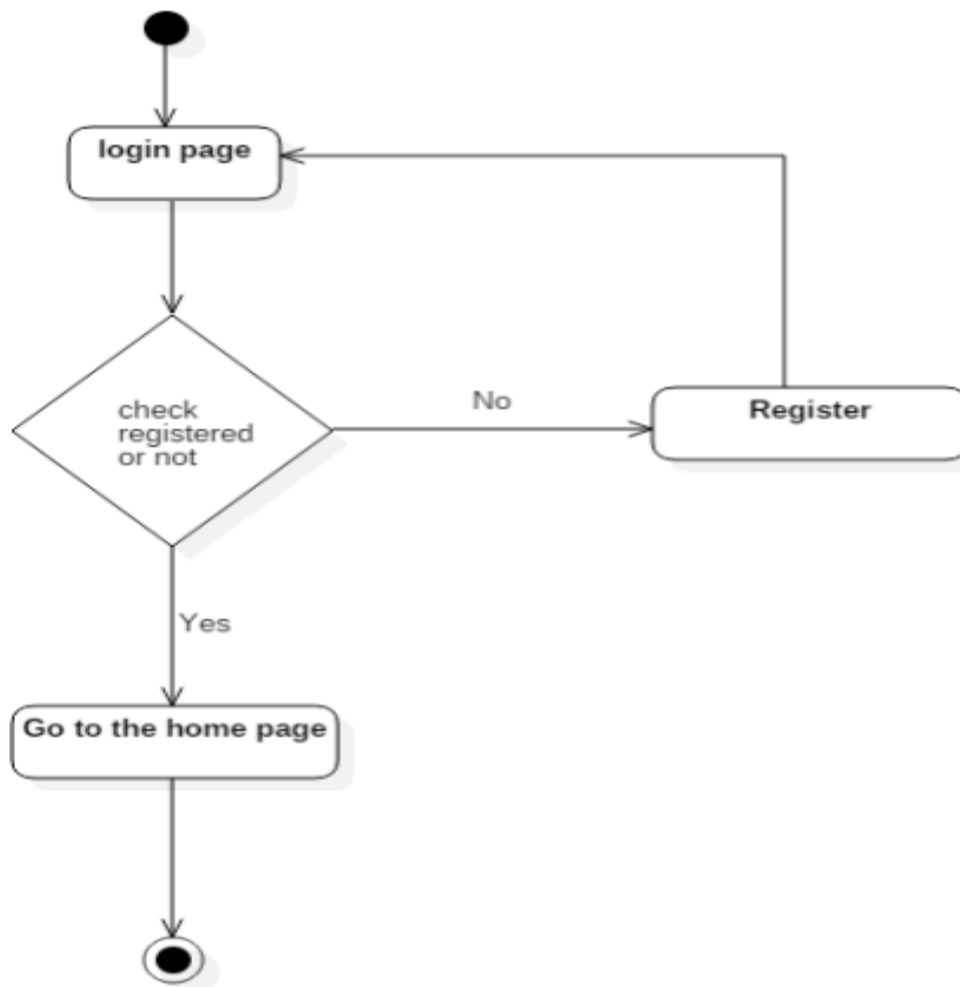 login page
check
registered
or not
No
Register
Yes
Go to the home page